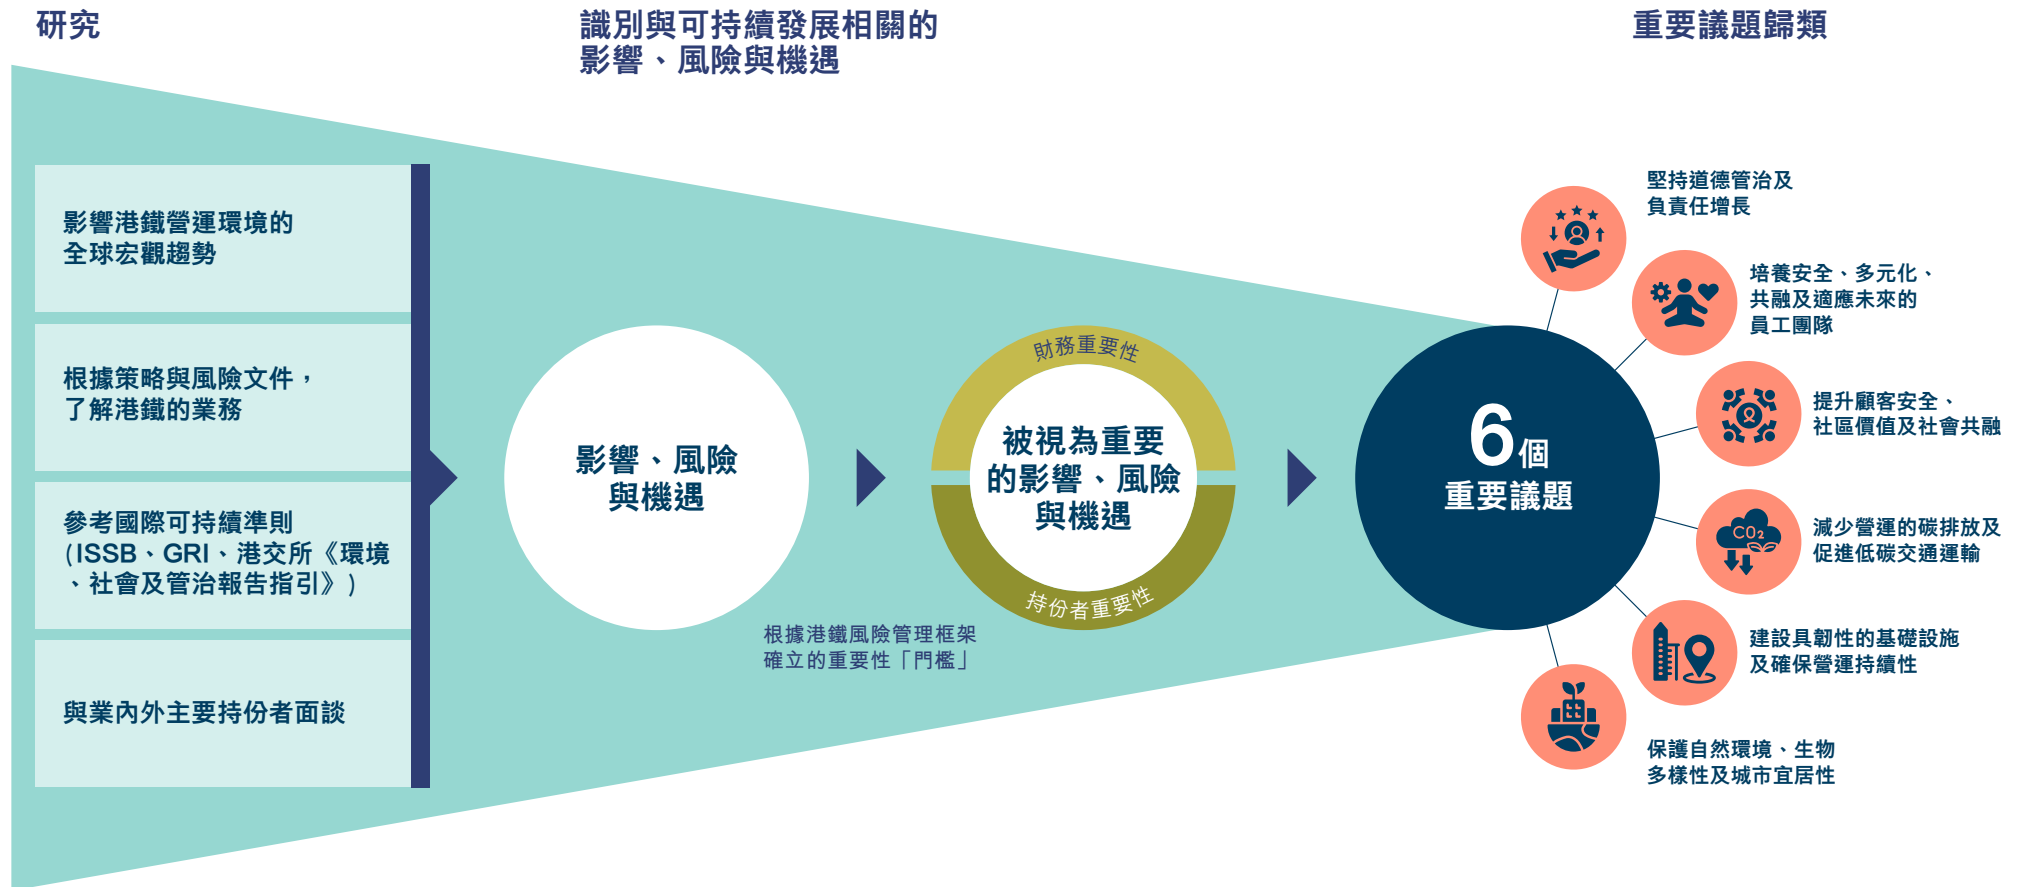 研究
識別與可持續發展相關的
影響、風險與機遇
重要議題歸類
影響港鐵營運環境的
全球宏觀趨勢
根據策略與風險文件，
了解港鐵的業務
參考國際可持續準則
(ISSB、GRI、港交所《環境
、社會及管治報告指引》)
與業內外主要持份者面談
影響、風險
與機遇
根據港鐵風險管理框架
確立的重要性「門檻」
財務重要性
被視為重要
的影響、風險
與機遇
持份者重要性
6個
重要議題
堅持道德管治及
負責任增長
培養安全、多元化、
共融及適應未來的
員工團隊
提升顧客安全、
社區價值及社會共融
CO2
減少營運的碳排放及
促進低碳交通運輸
建設具韌性的基礎設施
及確保營運持續性
保護自然環境、生物
多樣性及城市宜居性